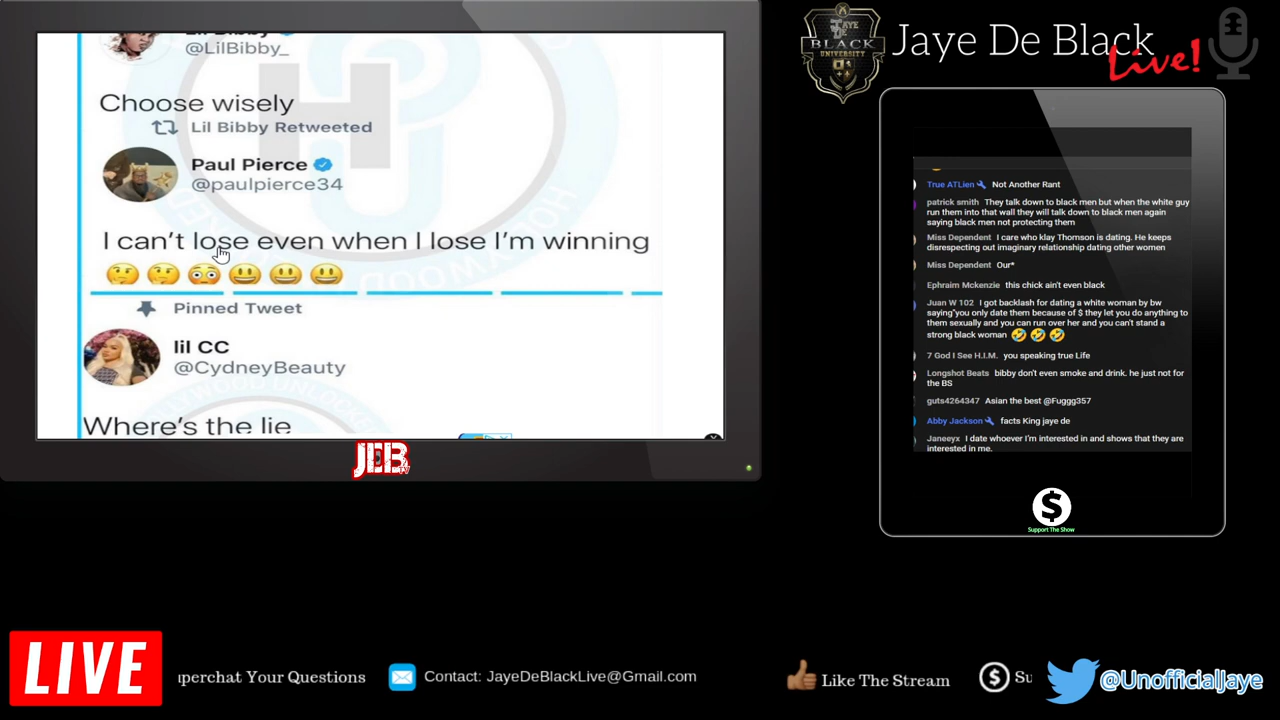 @LilBibby_
Choose wisely
Lil Bibby Retweeted
Paul Pierce
@paulpierce34
I can't lose even when I lose I'm winning
🤔🤔😳😃😃😃
Pinned Tweet
lil CC
@CydneyBeauty
Where's the lie
JEB
TV
JAYE DE
BLACK
UNIVERSITY
Jaye De Black
Live!
True ATLien Not Another Rant
patrick smith They talk down to black men but when the white guy
run them into that wall they will talk down to black men again
saying black men not protecting them
Miss Dependent I care who klay Thomson is dating. He keeps
disrespecting out imaginary relationship dating other women
Miss Dependent Our*
Ephraim Mckenzie this chick ain't even black
Juan W 102 I got backlash for dating a white woman by bw
saying"you only date them because of $ they let you do anything to
them sexually and you can run over her and you can't stand a
strong black woman 🤣🤣🤣
7 God I See H.I.M. you speaking true Life
Longshot Beats bibby don't even smoke and drink. he just not for
the BS
guts4264347 Asian the best @Fuggg357
Abby Jackson facts King jaye de
Janeeyx I date whoever I'm interested in and shows that they are
interested in me.
$
Support The Show
LIVE
uperchat Your Questions
Contact: JayeDeBlackLive@Gmail.com
Like The Stream
$ Su
@UnofficialJaye